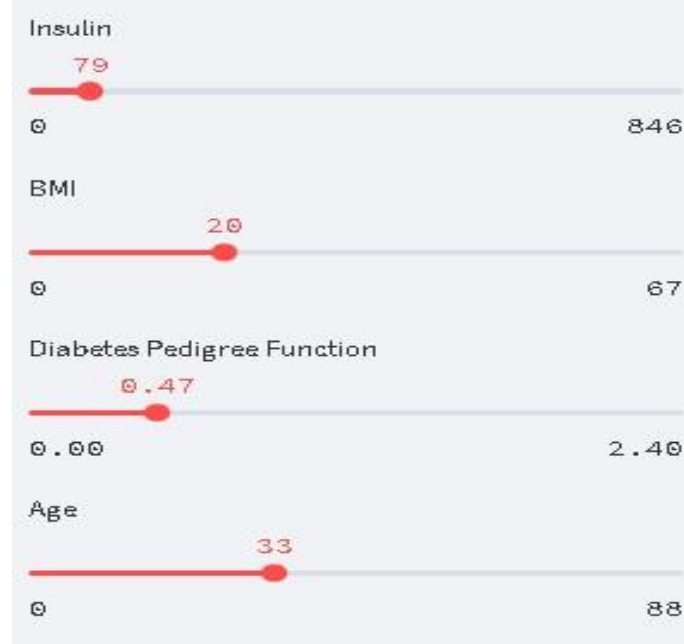 Insulin
79
0 846
BMI
20
0 67
Diabetes Pedigree Function
0.47
0.00 2.40
Age
33
0 88